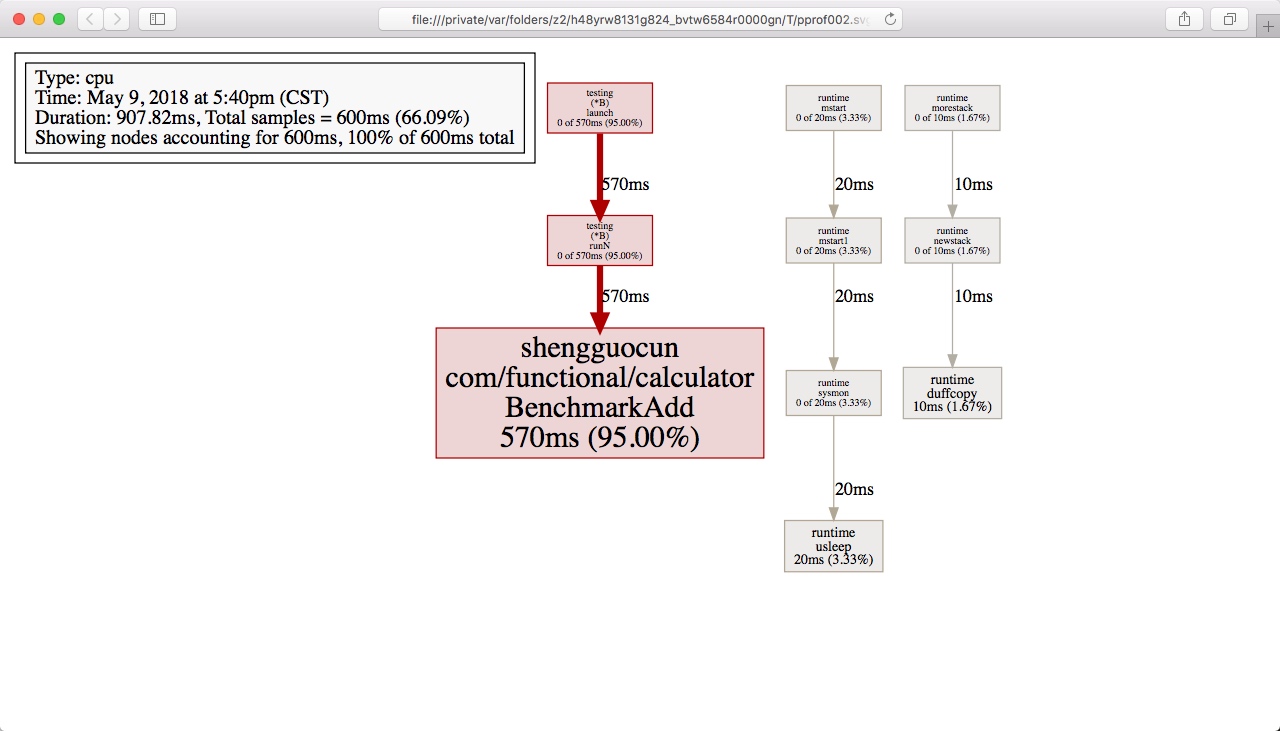 file:///private/var/folders/z2/h48yrw8131g824_bvtw6584r0000gn/T/pprof002.svg
Type: cpu
Time: May 9, 2018 at 5:40pm (CST)
Duration: 907.82ms, Total samples = 600ms (66.09%)
Showing nodes accounting for 600ms, 100% of 600ms total
testing
(*B)
launch
0 of 570ms (95.00%)
runtime
mstart
0 of 20ms (3.33%)
runtime
morestack
0 of 10ms (1.67%)
570ms
20ms
10ms
testing
(*B)
runN
0 of 570ms (95.00%)
runtime
mstart1
0 of 20ms (3.33%)
runtime
newstack
0 of 10ms (1.67%)
570ms
20ms
10ms
shengguocun
com/functional/calculator
BenchmarkAdd
570ms (95.00%)
runtime
sysmon
0 of 20ms (3.33%)
runtime
duffcopy
10ms (1.67%)
20ms
runtime
usleep
20ms (3.33%)